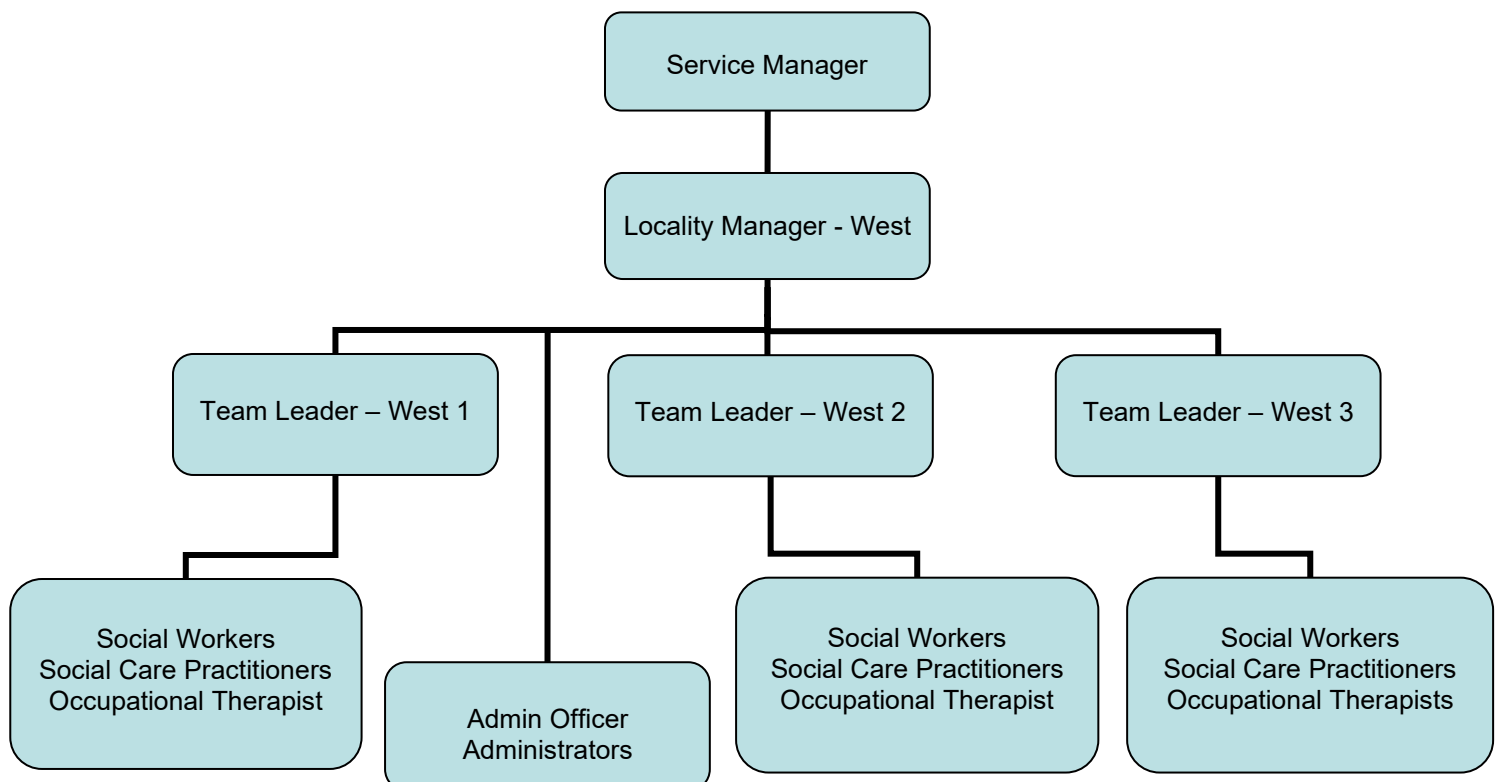 Service Manager
Locality Manager - West
Team Leader – West 1
Team Leader – West 2
Team Leader – West 3
Social Workers
Social Care Practitioners
Occupational Therapist
Admin Officer
Administrators
Social Workers
Social Care Practitioners
Occupational Therapist
Social Workers
Social Care Practitioners
Occupational Therapists